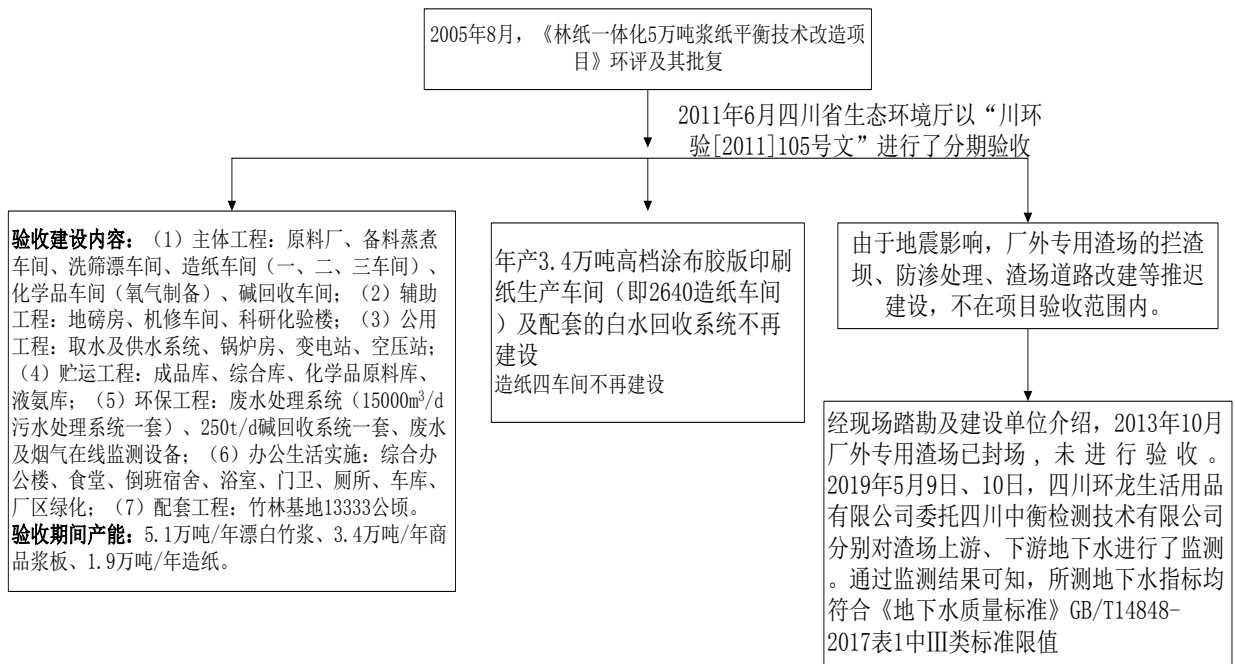 2005年8月，《林纸一体化5万吨浆纸平衡技术改造项
目》环评及其批复
2011年6月四川省生态环境厅以“川环
验[2011]105号文”进行了分期验收
验收建设内容：（1）主体工程：原料厂、备料蒸煮
车间、洗筛漂车间、造纸车间（一、二、三车间）、
化学品车间（氧气制备）、碱回收车间；（2）辅助
工程：地磅房、机修车间、科研化验楼；（3）公用
工程：取水及供水系统、锅炉房、变电站、空压站；
（4）贮运工程：成品库、综合库、化学品原料库、
液氨库；（5）环保工程：废水处理系统（15000m³/d
污水处理系统一套）、250t/d碱回收系统一套、废水
及烟气在线监测设备；（6）办公生活实施：综合办
公楼、食堂、倒班宿舍、浴室、门卫、厕所、车库、
厂区绿化；（7）配套工程：竹林基地13333公顷。
验收期间产能：5.1万吨/年漂白竹浆、3.4万吨/年商
品浆板、1.9万吨/年造纸。
年产3.4万吨高档涂布胶版印刷
纸生产车间（即2640造纸车间
）及配套的白水回收系统不再
建设
造纸四车间不再建设
由于地震影响，厂外专用渣场的拦渣
坝、防渗处理、渣场道路改建等推迟
建设，不在项目验收范围内。
经现场踏勘及建设单位介绍，2013年10月
厂外专用渣场已封场，未进行验收。
2019年5月9日、10日，四川环龙生活用品
有限公司委托四川中衡检测技术有限公司
分别对渣场上游、下游地下水进行了监测
。通过监测结果可知，所测地下水指标均
符合《地下水质量标准》GB/T14848-
2017表1中Ⅲ类标准限值